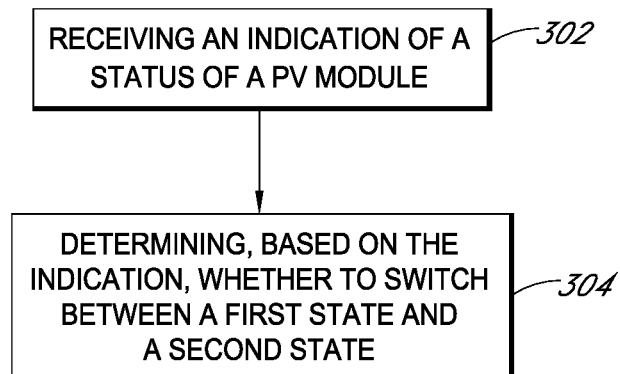 RECEIVING AN INDICATION OF A
STATUS OF A PV MODULE
302
DETERMINING, BASED ON THE
INDICATION, WHETHER TO SWITCH
BETWEEN A FIRST STATE AND
A SECOND STATE
304